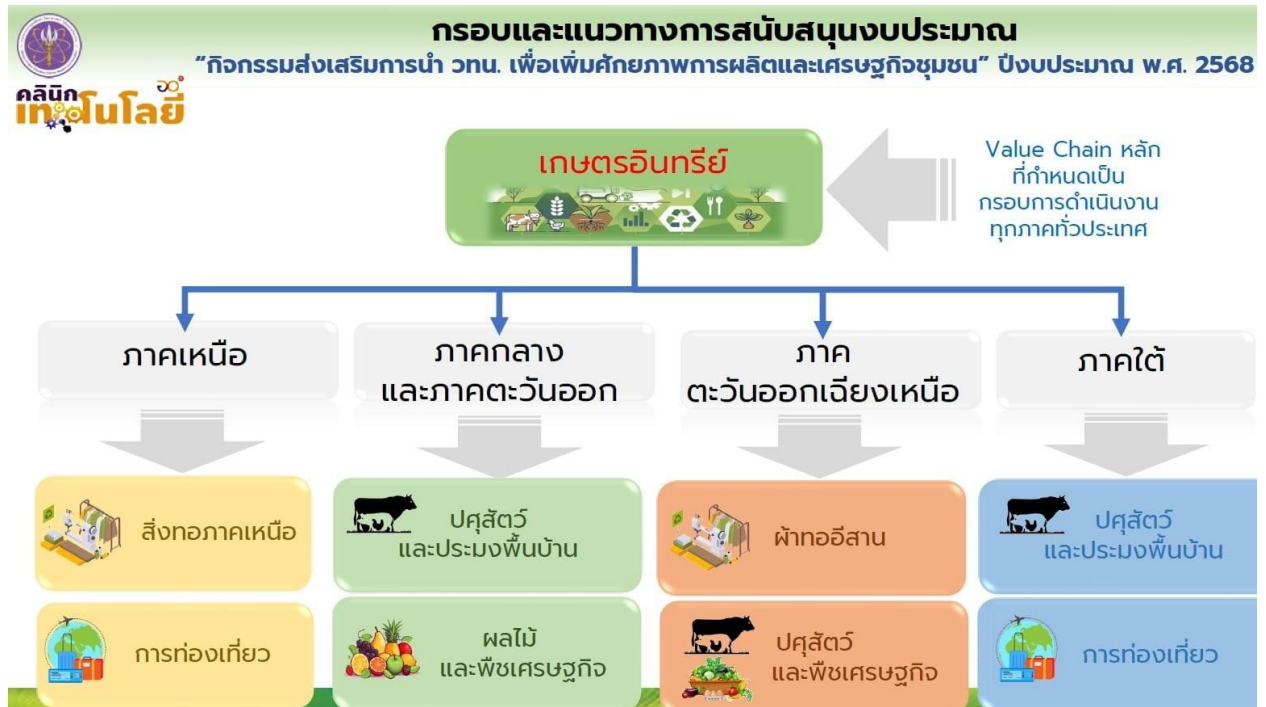 กรอบและแนวทางการสนับสนุนงบประมาณ
“กิจกรรมส่งเสริมการนำ วทน. เพื่อเพิ่มศักยภาพการผลิตและเศรษฐกิจชุมชน” ปีงบประมาณ พ.ศ. 2568
คลินิก
เทคโนโลยี
เกษตรอินทรีย์
Value Chain หลัก
ที่กำหนดเป็น
กรอบการดำเนินงาน
ทุกภาคทั่วประเทศ
ภาคเหนือ
ภาคกลาง
และภาคตะวันออก
ภาค
ตะวันออกเฉียงเหนือ
ภาคใต้
สิ่งทอภาคเหนือ
ปศุสัตว์
และประมงพื้นบ้าน
ผ้าทออีสาน
ปศุสัตว์
และประมงพื้นบ้าน
การท่องเที่ยว
ผลไม้
และพืชเศรษฐกิจ
ปศุสัตว์
และพืชเศรษฐกิจ
การท่องเที่ยว